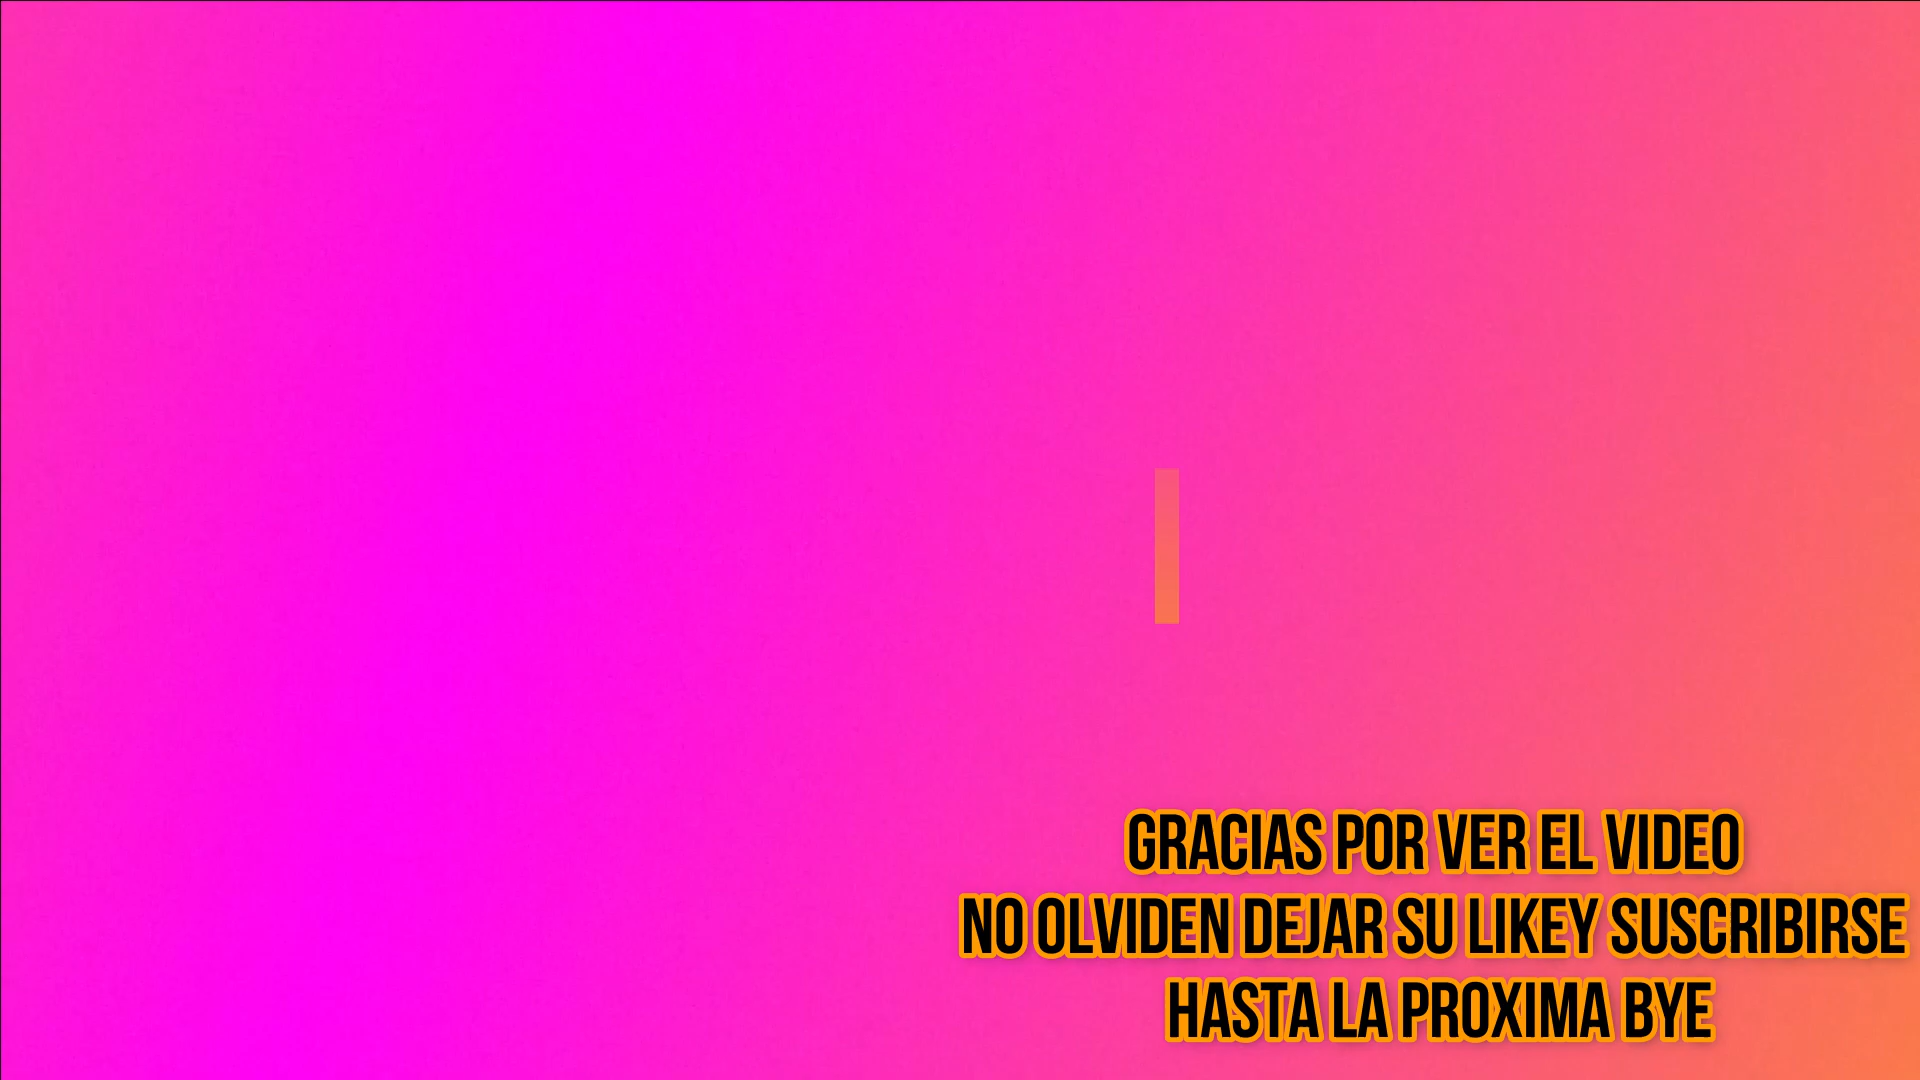 GRACIAS POR VER EL VIDEO
NO OLVIDEN DEJAR SU LIKEY SUSCRIBIRSE
HASTA LA PROXIMA BYE